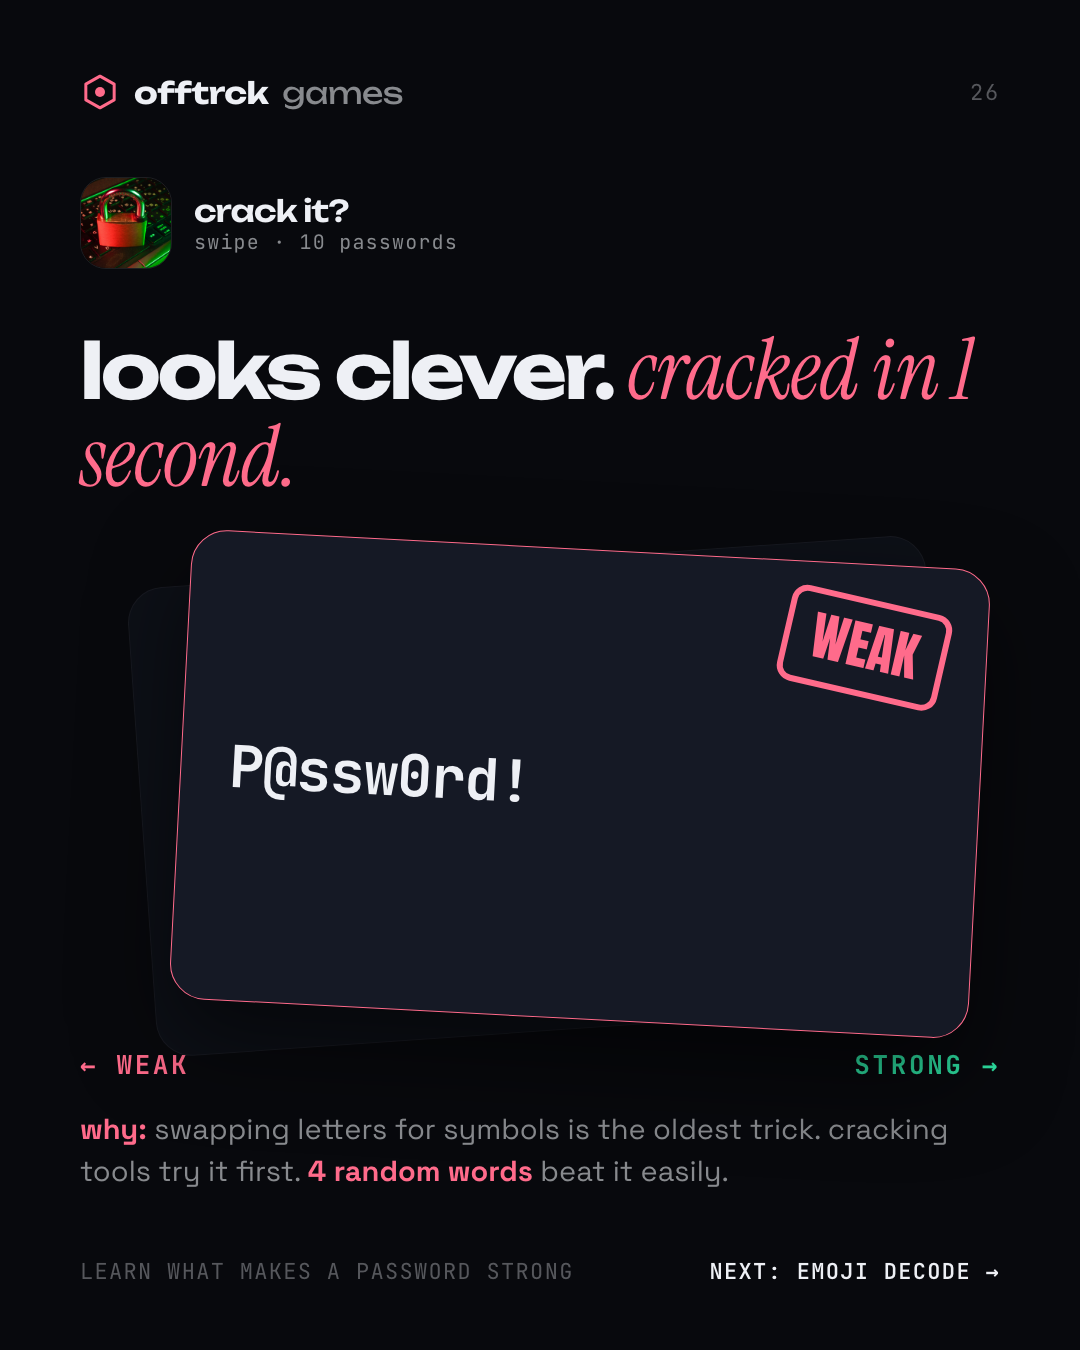 offtrck games
26
crack it?
swipe · 10 passwords
looks clever. cracked in 1
second.
WEAK
P@ssw0rd!
← WEAK
STRONG →
why: swapping letters for symbols is the oldest trick. cracking
tools try it first. 4 random words beat it easily.
LEARN WHAT MAKES A PASSWORD STRONG
NEXT: EMOJI DECODE →